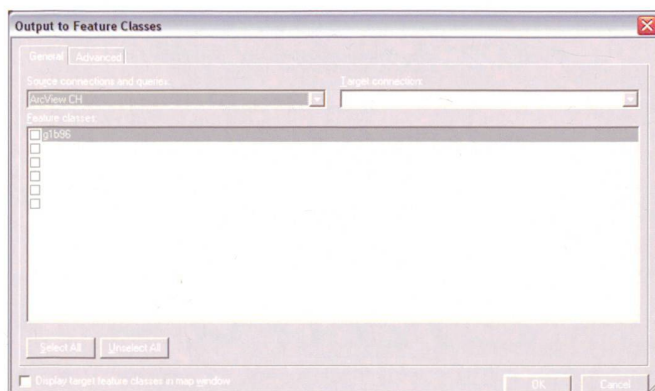 Output to Feature Classes
General Advanced
Source connections and queries: Target connection:
ArcView CH
Feature classes:
g1b96
Select All Unselect All
Display target feature classes in map window
OK Cancel